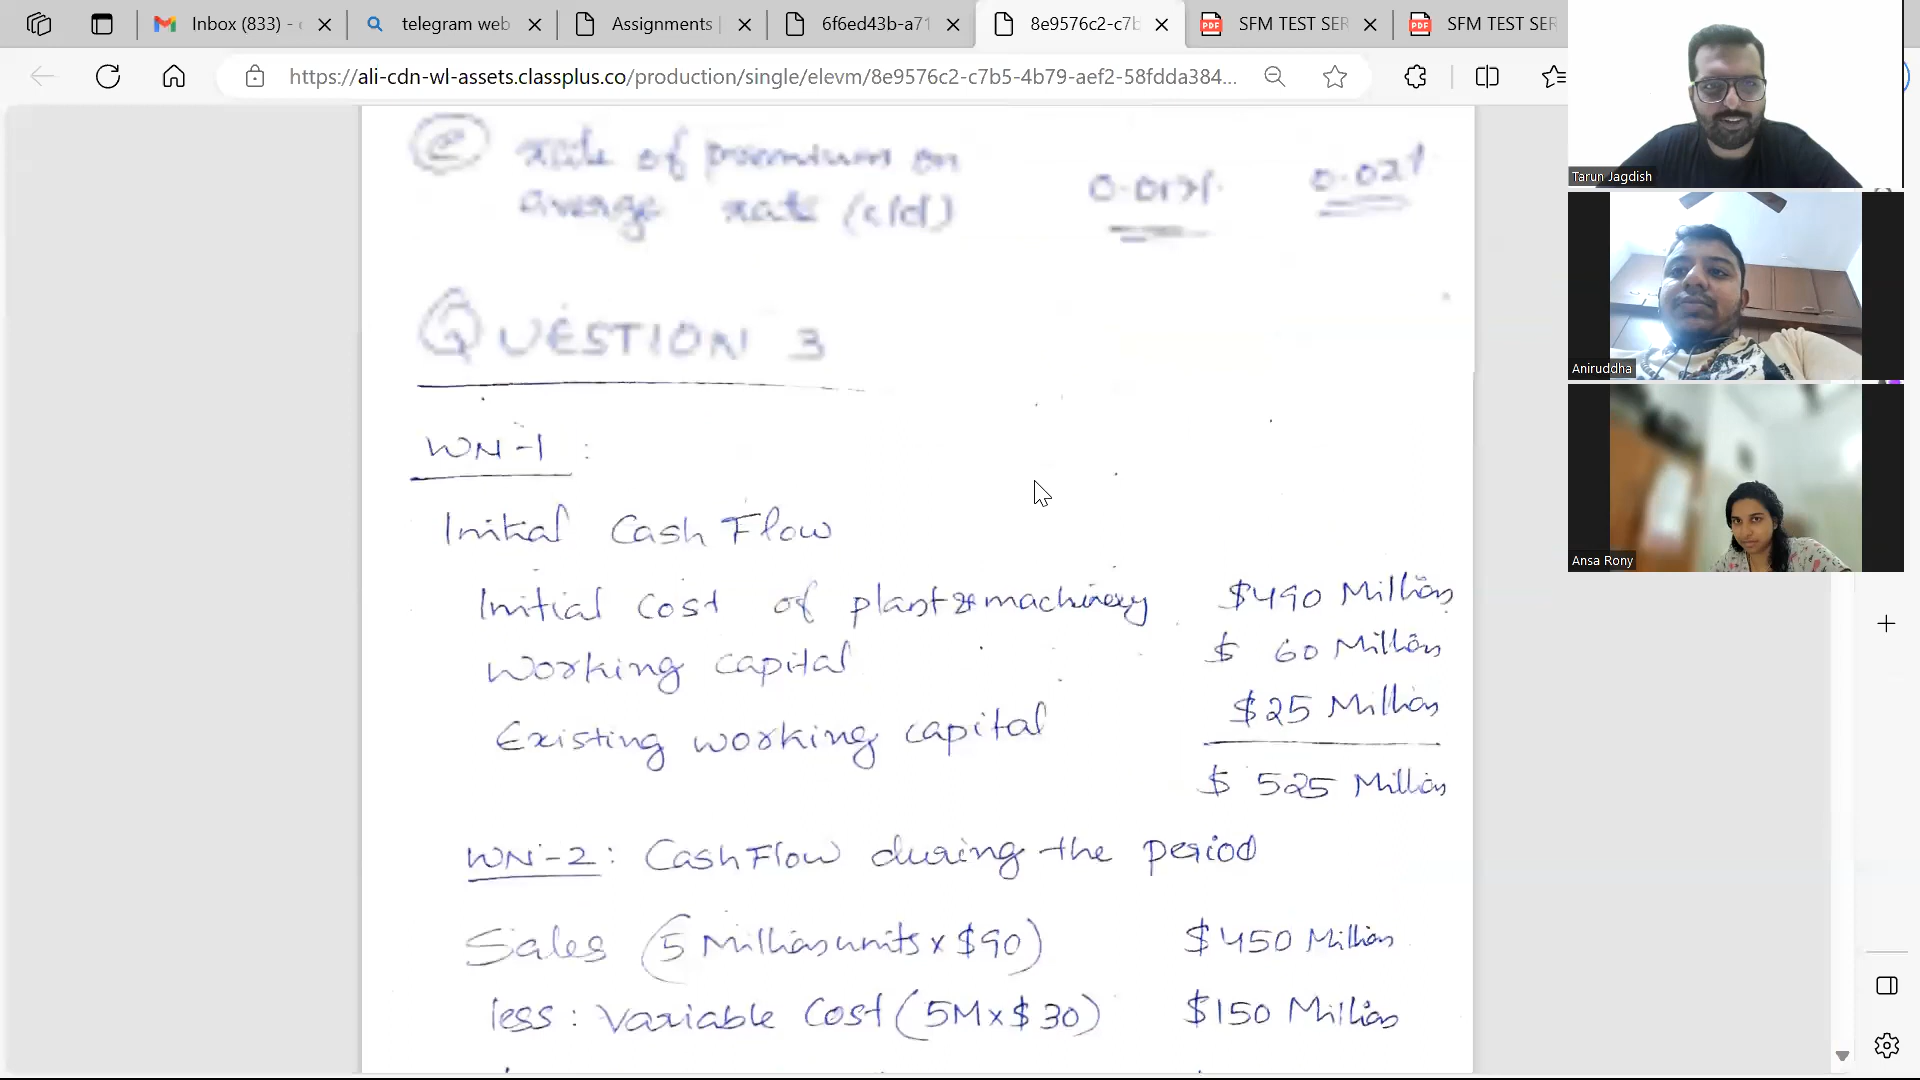 Inbox (833) -
telegram web
Assignments
6f6ed43b-a71
8e9576c2-c7b
SFM TEST SER
SFM TEST SER
https://ali-cdn-wl-assets.classplus.co/production/single/elevm/8e9576c2-c7b5-4b79-aef2-58fdda384...
e rate of premium on
average rate (c/d) 0.017% 0.02%
QUESTION 3
WN-1 :
Initial Cash Flow
Initial Cost of plant & machinery $490 Million
Working capital $ 60 Million
Existing working capital $25 Million
$ 525 Million
WN-2: CashFlow during the period
Sales (5 Million units x $90) $450 Million
less: Variable Cost (5M x $30) $150 Million
Tarun Jagdish
Aniruddha
Ansa Rony